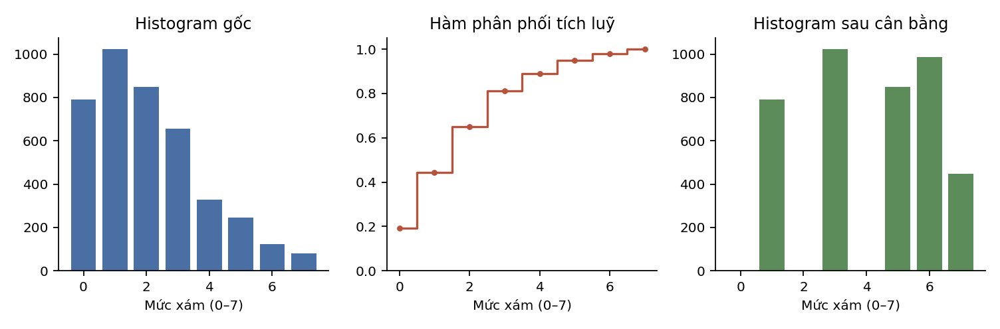 Histogram gốc
1000
800
600
400
200
0
0 2 4 6
Mức xám (0–7)
Hàm phân phối tích luỹ
1.0
0.8
0.6
0.4
0.2
0.0
0 2 4 6
Mức xám (0–7)
Histogram sau cân bằng
1000
800
600
400
200
0
0 2 4 6
Mức xám (0–7)